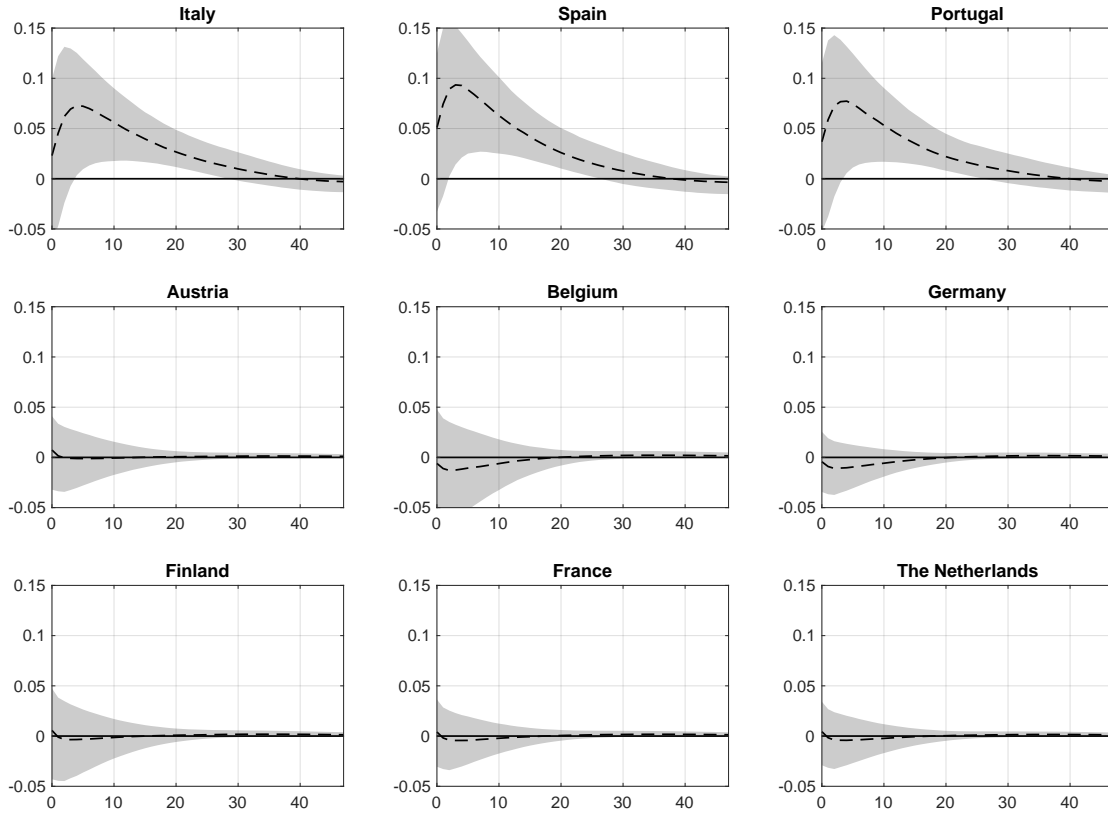 Italy Spain Portugal
0.15 0.15 0.15
0.1 0.1 0.1
0.05 0.05 0.05
0 0 0
-0.05 -0.05 -0.05
0 10 20 30 40 0 10 20 30 40 0 10 20 30 40
Austria Belgium Germany
0.15 0.15 0.15
0.1 0.1 0.1
0.05 0.05 0.05
0 0 0
-0.05 -0.05 -0.05
0 10 20 30 40 0 10 20 30 40 0 10 20 30 40
Finland France The Netherlands
0.15 0.15 0.15
0.1 0.1 0.1
0.05 0.05 0.05
0 0 0
-0.05 -0.05 -0.05
0 10 20 30 40 0 10 20 30 40 0 10 20 30 40